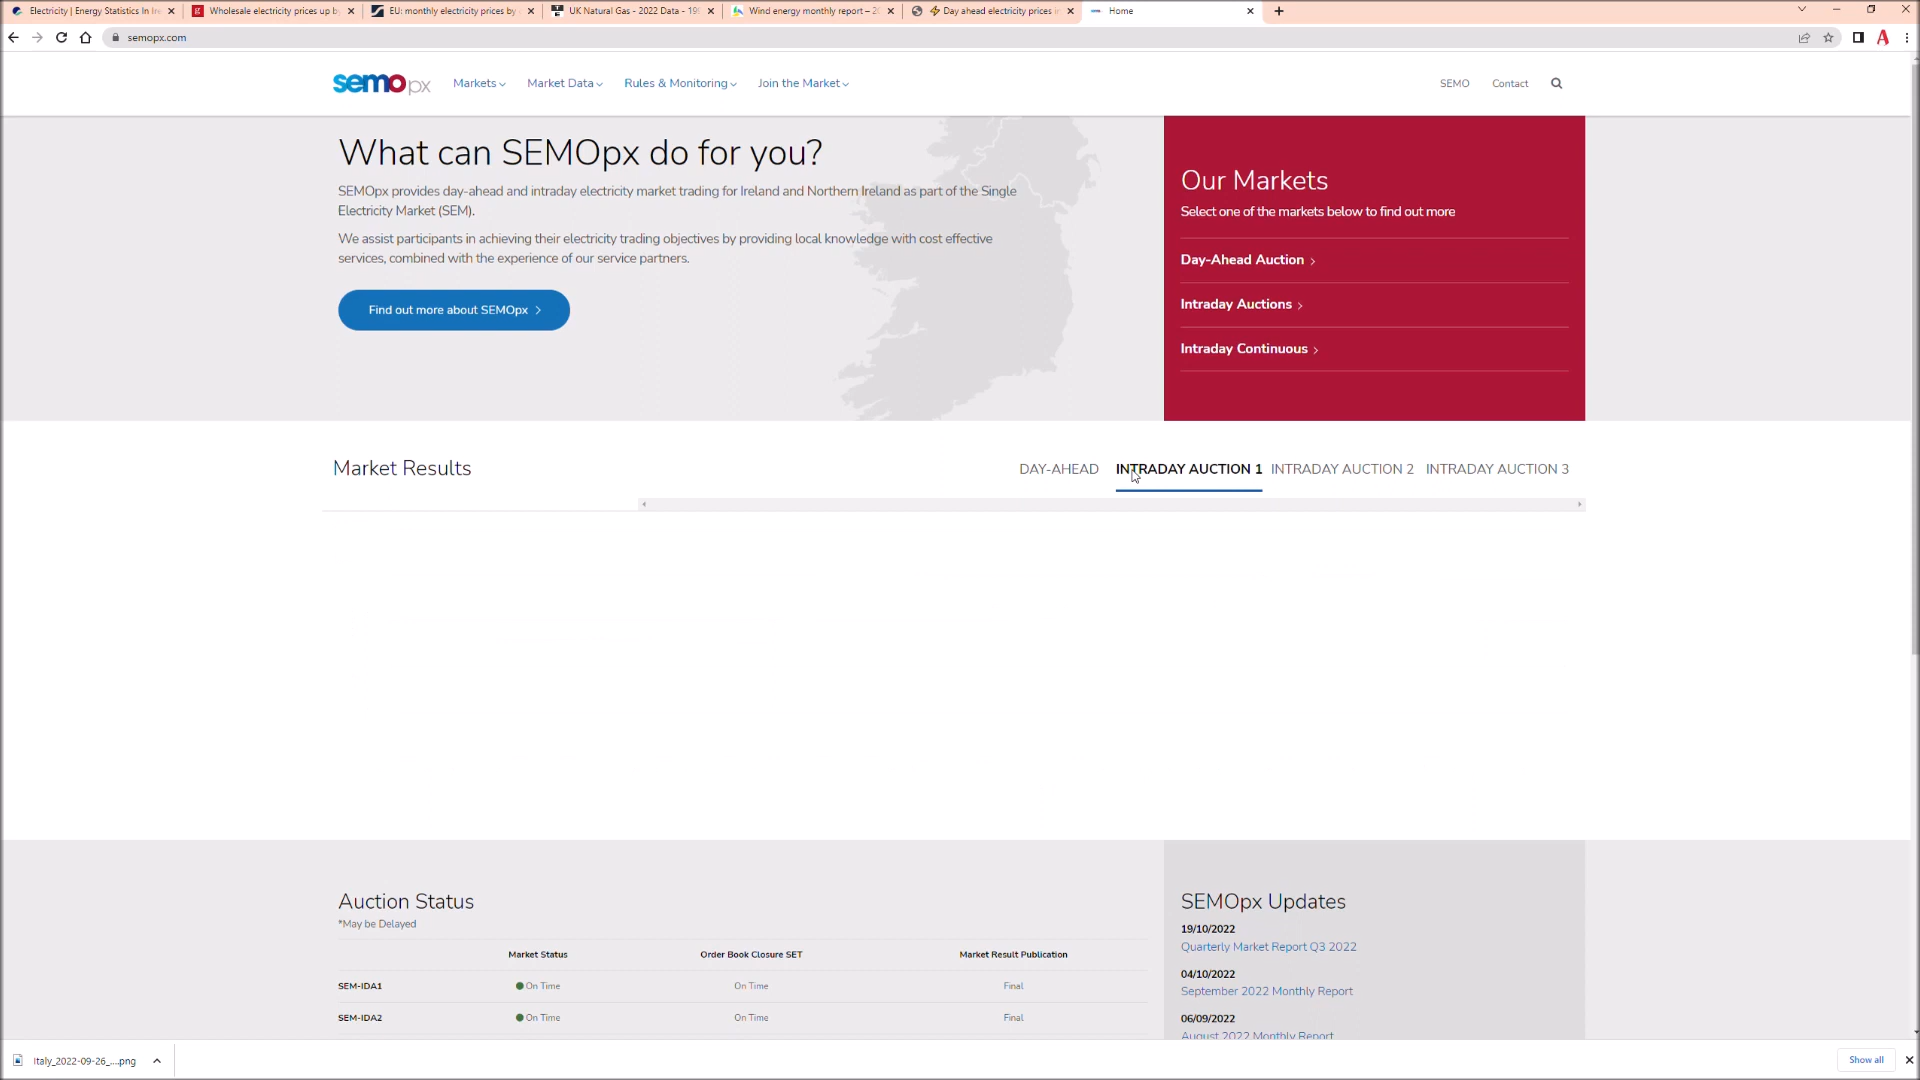 Electricity | Energy Statistics In Ire
Wholesale electricity prices up by
EU: monthly electricity prices by
UK Natural Gas - 2022 Data - 199
Wind energy monthly report – 20
Day ahead electricity prices in
Home
semopx.com
semopx
Markets
Market Data
Rules & Monitoring
Join the Market
SEMO
Contact
What can SEMOpx do for you?
SEMOpx provides day-ahead and intraday electricity market trading for Ireland and Northern Ireland as part of the Single
Electricity Market (SEM).
We assist participants in achieving their electricity trading objectives by providing local knowledge with cost effective
services, combined with the experience of our service partners.
Find out more about SEMOpx
Our Markets
Select one of the markets below to find out more
Day-Ahead Auction
Intraday Auctions
Intraday Continuous
Market Results
DAY-AHEAD
INTRADAY AUCTION 1
INTRADAY AUCTION 2
INTRADAY AUCTION 3
Auction Status
*May be Delayed
Market Status
Order Book Closure SET
Market Result Publication
SEM-IDA1
On Time
On Time
Final
SEM-IDA2
On Time
On Time
Final
SEMOpx Updates
19/10/2022
Quarterly Market Report Q3 2022
04/10/2022
September 2022 Monthly Report
06/09/2022
August 2022 Monthly Report
Italy_2022-09-26_....png
Show all